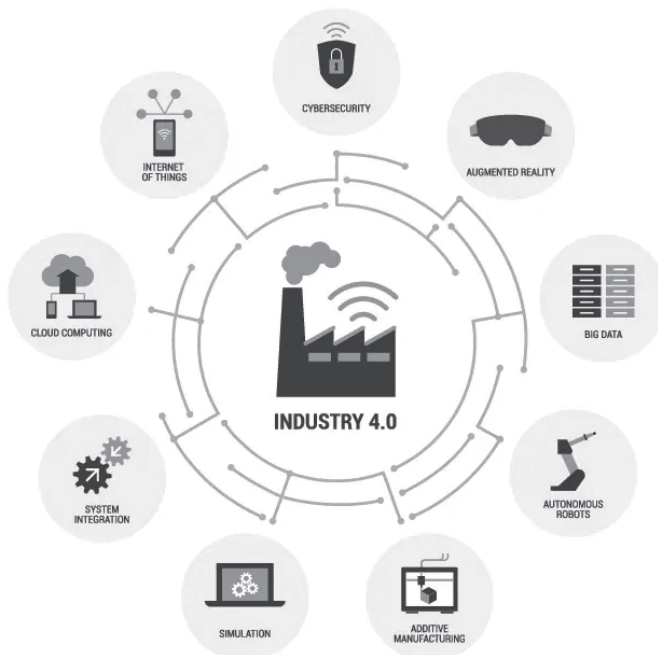 CYBERSECURITY
AUGMENTED REALITY
BIG DATA
AUTONOMOUS
ROBOTS
ADDITIVE
MANUFACTURING
SIMULATION
SYSTEM
INTEGRATION
CLOUD COMPUTING
INTERNET
OF THINGS
INDUSTRY 4.0